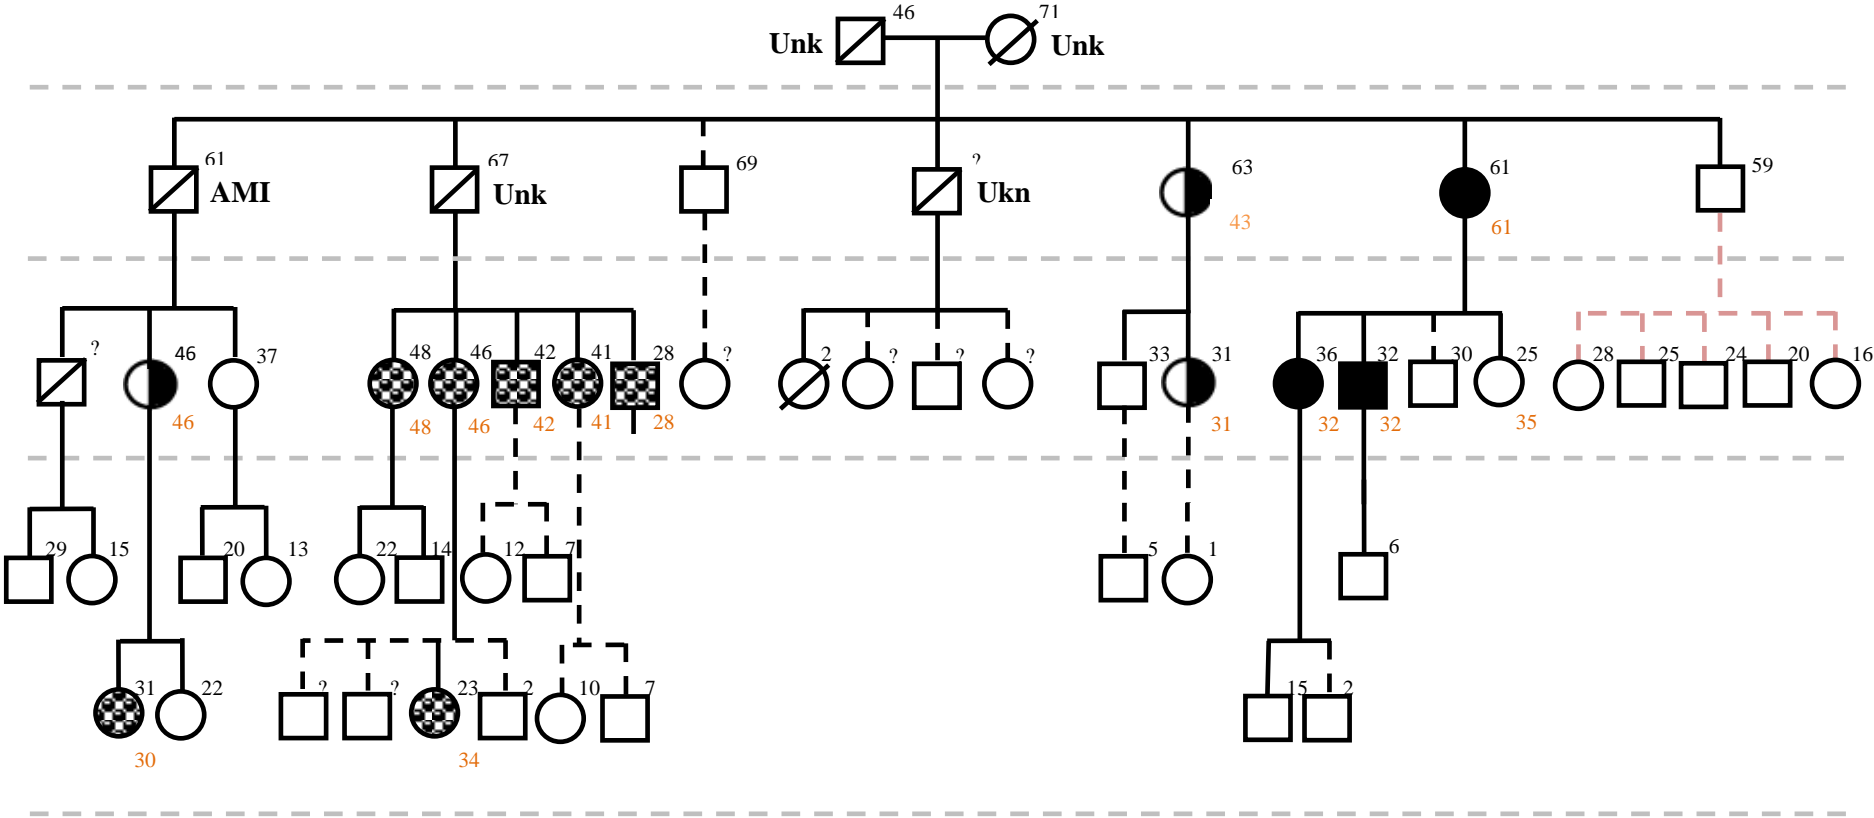 46 71
Unk Unk
61 67 69 ? 63 61 59
AMI Unk Ukn
43 61
? 46 37 48 46 42 41 28 ? 2 ? ? ? 33 31 36 32 30 25 28 25 24 20 16
46 48 46 42 41 28 31 32 32 35
29 15 20 13 22 14 12 7 5 1 6
31 22 ? ? 23 2 10 7 15 2
30 34